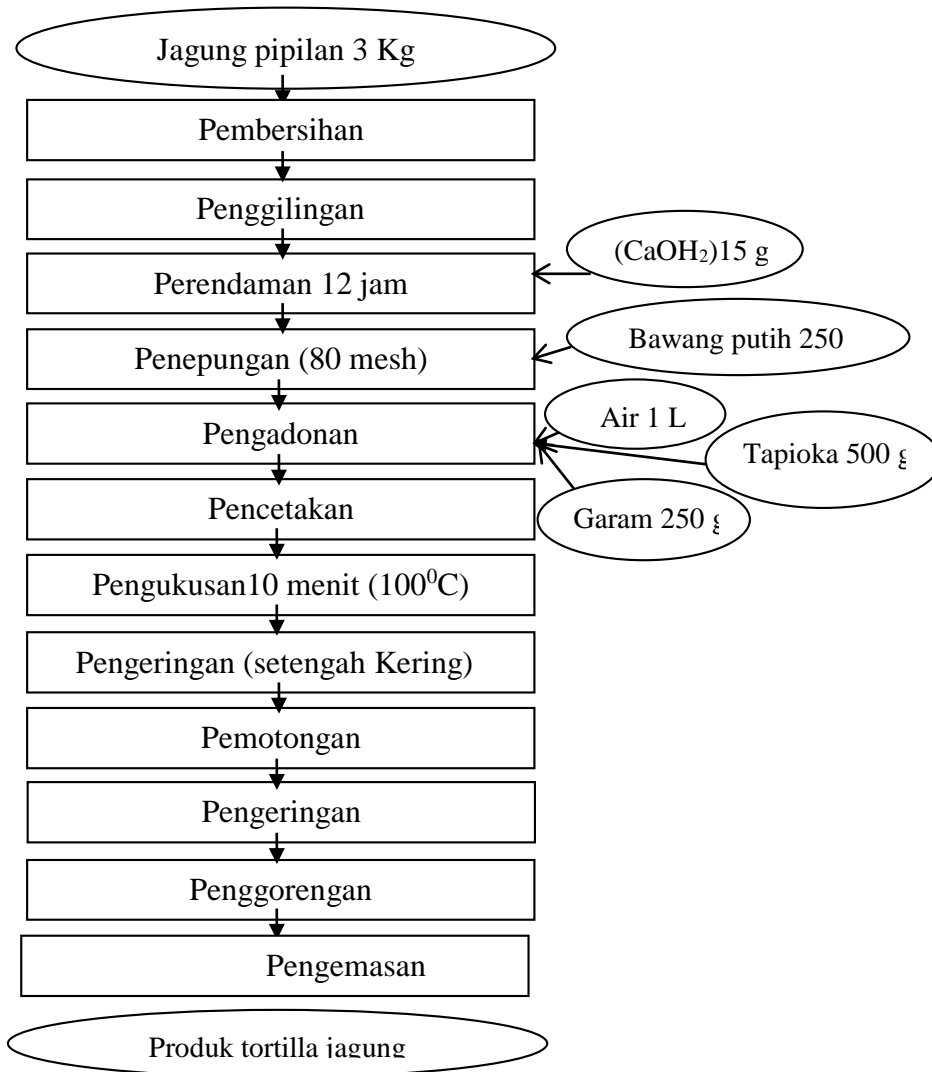 Jagung pipilan 3 Kg
Pembersihan
Penggilingan
(CaOH₂)15 g
Perendaman 12 jam
Bawang putih 250
Penepungan (80 mesh)
Air 1 L
Pengadonan
Tapioka 500 g
Pencetakan
Garam 250 g
Pengukusan10 menit (100⁰C)
Pengeringan (setengah Kering)
Pemotongan
Pengeringan
Penggorengan
Pengemasan
Produk tortilla jagung